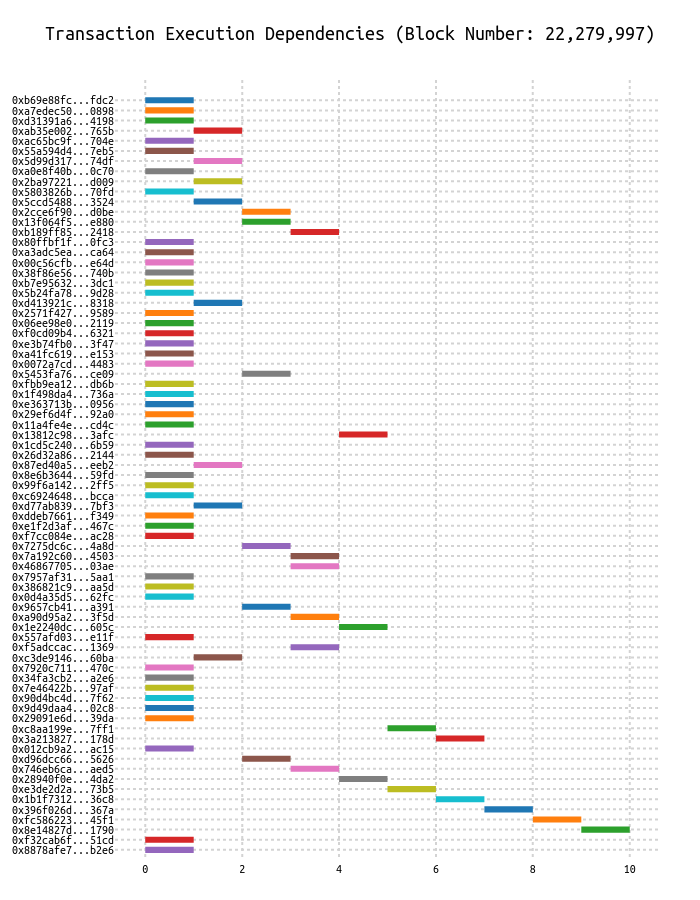 Transaction Execution Dependencies (Block Number: 22,279,997)
0xb69e88fc...fdc2
0xa7edec50...0898
0xd31391a6...4198
0xab35e002...765b
0xac65bc9f...704e
0x55a594d4...7eb5
0x5d99d317...74df
0xa0e8f40b...0c70
0x2ba97221...d009
0x5803826b...70fd
0x5ccd5488...3524
0x2cce6f90...d0be
0x13f064f5...e880
0xb189ff85...2418
0x80ffbf1f...0fc3
0xa3adc5ea...ca64
0x00c56cfb...e64d
0x38f86e56...740b
0xb7e95632...3dc1
0x5b24fa78...9d28
0xd413921c...8318
0x2571f427...9589
0x06ee98e0...2119
0xf0cd09b4...6321
0xe3b74fb0...3f47
0xa41fc619...e153
0x0072a7cd...4483
0x5453fa76...ce09
0xfbb9ea12...db6b
0x1f498da4...736a
0xe363713b...0956
0x29ef6d4f...92a0
0x11a4fe4e...cd4c
0x13812c98...3afc
0x1cd5c240...6b59
0x26d32a86...2144
0x87ed40a5...eeb2
0x8e6b3644...59fd
0x99f6a142...2ff5
0xc6924648...bcca
0xd77ab839...7bf3
0xddeb7661...f349
0xe1f2d3af...467c
0xf7cc084e...ac28
0x7275dc6c...4a8d
0x7a192c60...4503
0x46867705...03ae
0x7957af31...5aa1
0x386821c9...aa5d
0x0d4a35d5...62fc
0x9657cb41...a391
0xa90d95a2...3f5d
0x1e2240dc...605c
0x557afd03...e11f
0xf5adccac...1369
0xc3de9146...60ba
0x7920c711...470c
0x34fa3cb2...a2e6
0x7e46422b...97af
0x90d4bc4d...7f62
0x9d49daa4...02c8
0x29091e6d...39da
0xc8aa199e...7ff1
0x3a213827...178d
0x012cb9a2...ac15
0xd96dcc66...5626
0x746eb6ca...aed5
0x28940f0e...4da2
0xe3de2d2a...73b5
0x1b1f7312...36c8
0x396f026d...367a
0xfc586223...45f1
0x8e14827d...1790
0xf32cab6f...51cd
0x8878afe7...b2e6
0 2 4 6 8 10